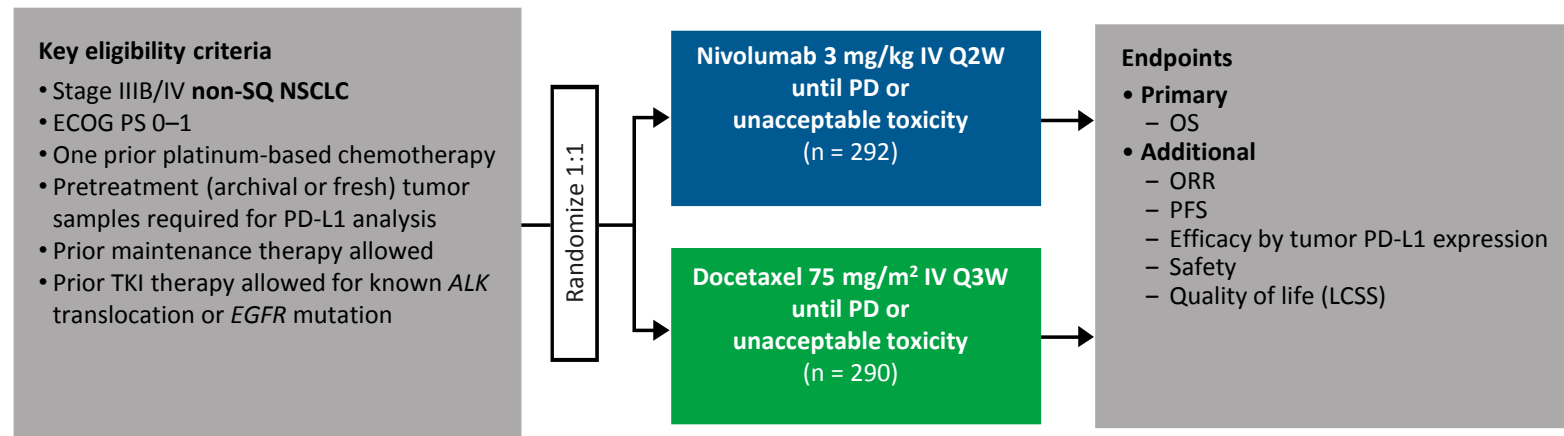 Key eligibility criteria
• Stage IIIB/IV non-SQ NSCLC
• ECOG PS 0–1
• One prior platinum-based chemotherapy
• Pretreatment (archival or fresh) tumor
samples required for PD-L1 analysis
• Prior maintenance therapy allowed
• Prior TKI therapy allowed for known ALK
translocation or EGFR mutation
Randomize 1:1
Nivolumab 3 mg/kg IV Q2W
until PD or
unacceptable toxicity
(n = 292)
Docetaxel 75 mg/m² IV Q3W
until PD or
unacceptable toxicity
(n = 290)
Endpoints
• Primary
– OS
• Additional
– ORR
– PFS
– Efficacy by tumor PD-L1 expression
– Safety
– Quality of life (LCSS)